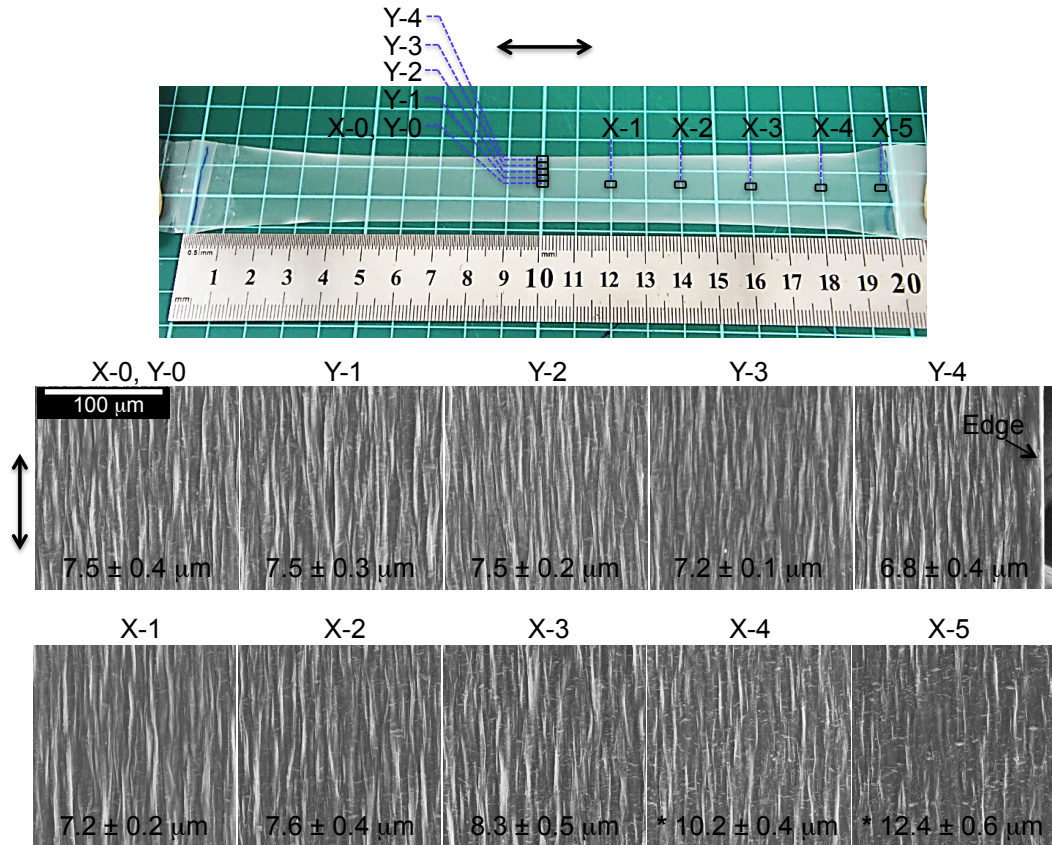 Y-4
Y-3
Y-2
Y-1
X-0, Y-0
X-1 X-2 X-3 X-4 X-5
0.5 mm
mm
1 2 3 4 5 6 7 8 9 10 11 12 13 14 15 16 17 18 19 20
mm
X-0, Y-0 Y-1 Y-2 Y-3 Y-4
100 μm
Edge
7.5 ± 0.4 μm 7.5 ± 0.3 μm 7.5 ± 0.2 μm 7.2 ± 0.1 μm 6.8 ± 0.4 μm
X-1 X-2 X-3 X-4 X-5
7.2 ± 0.2 μm 7.6 ± 0.4 μm 8.3 ± 0.5 μm * 10.2 ± 0.4 μm * 12.4 ± 0.6 μm